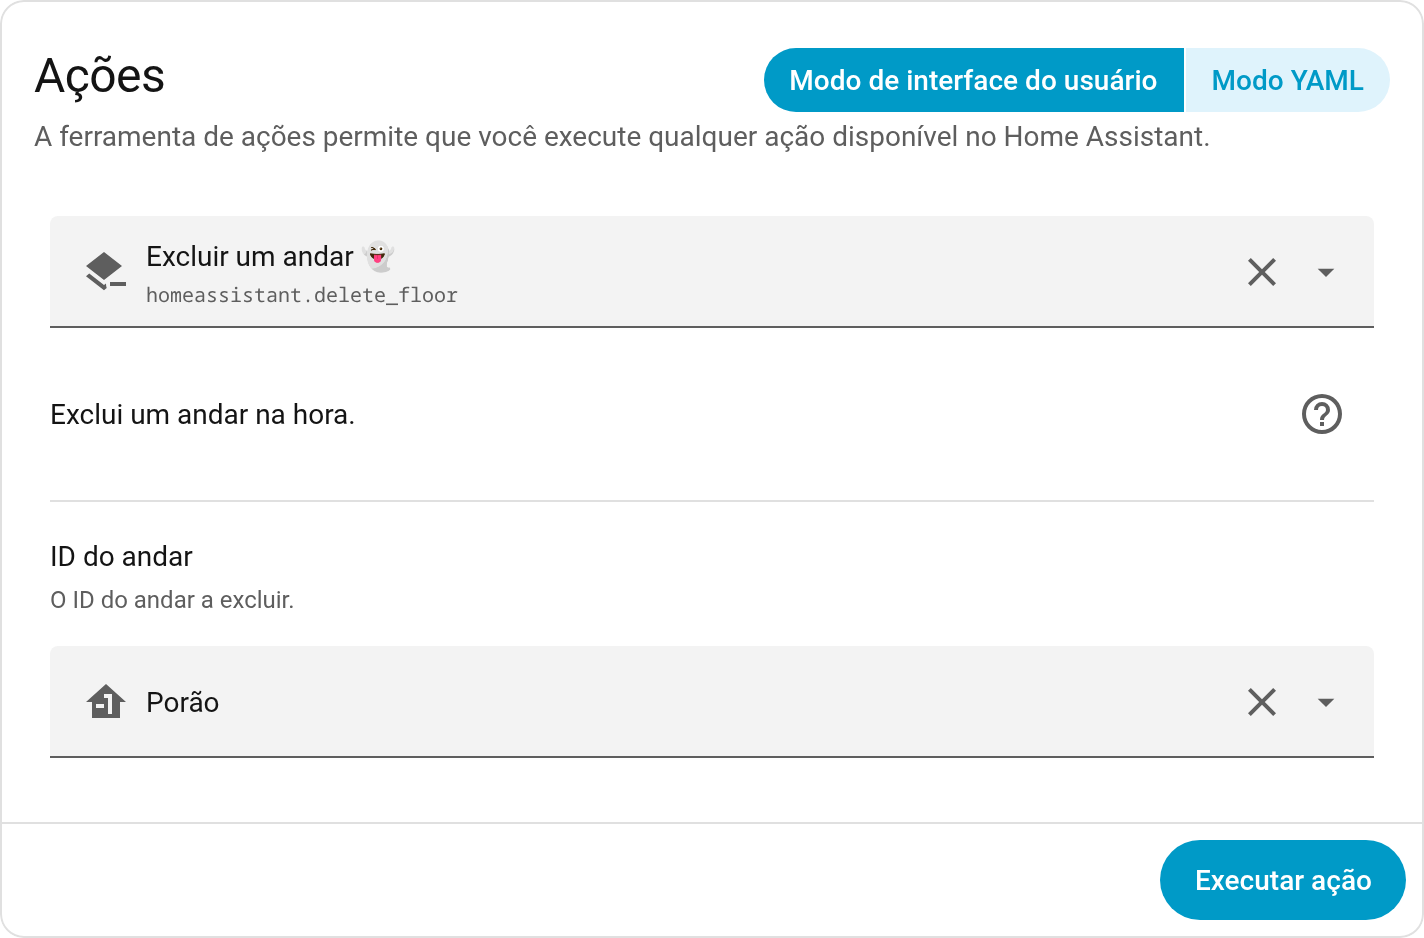 Ações
Modo de interface do usuário
Modo YAML
A ferramenta de ações permite que você execute qualquer ação disponível no Home Assistant.
Excluir um andar 👻
homeassistant.delete_floor
Exclui um andar na hora.
ID do andar
O ID do andar a excluir.
-1
Porão
Executar ação